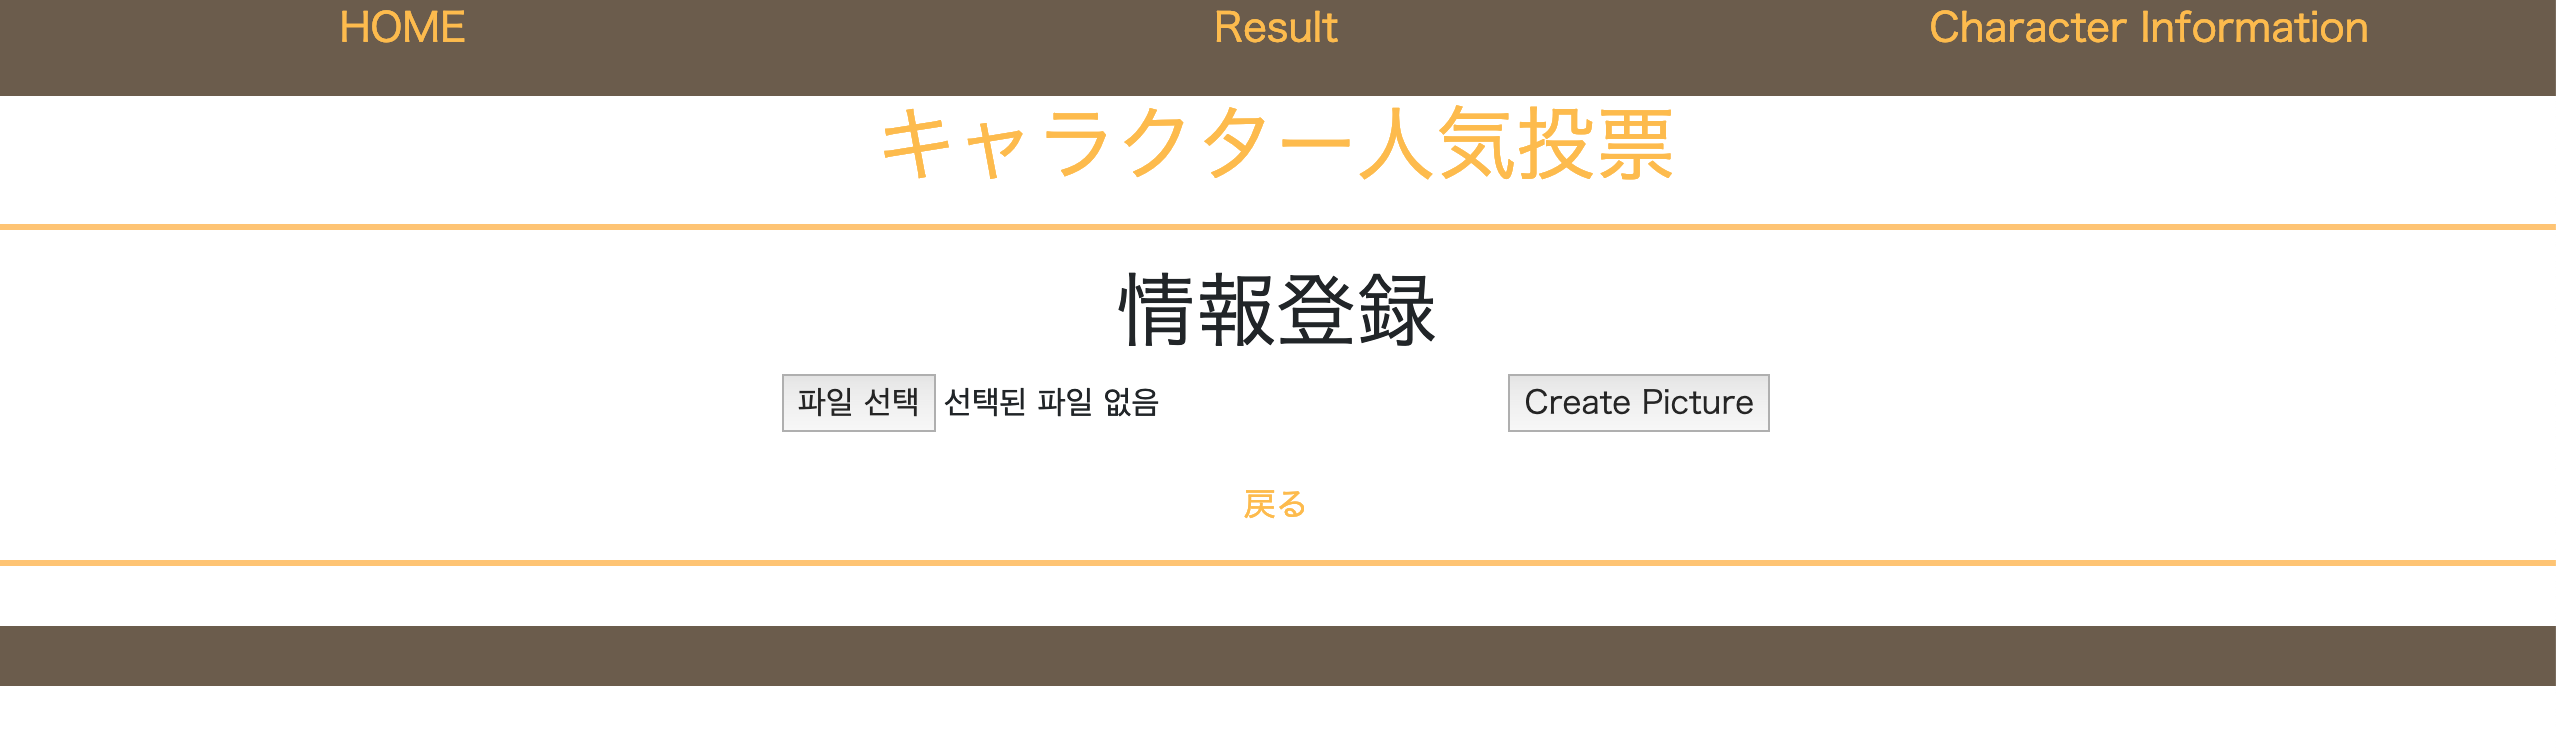 HOME Result Character Information
キャラクター人気投票
情報登録
파일 선택 선택된 파일 없음 Create Picture
戻る